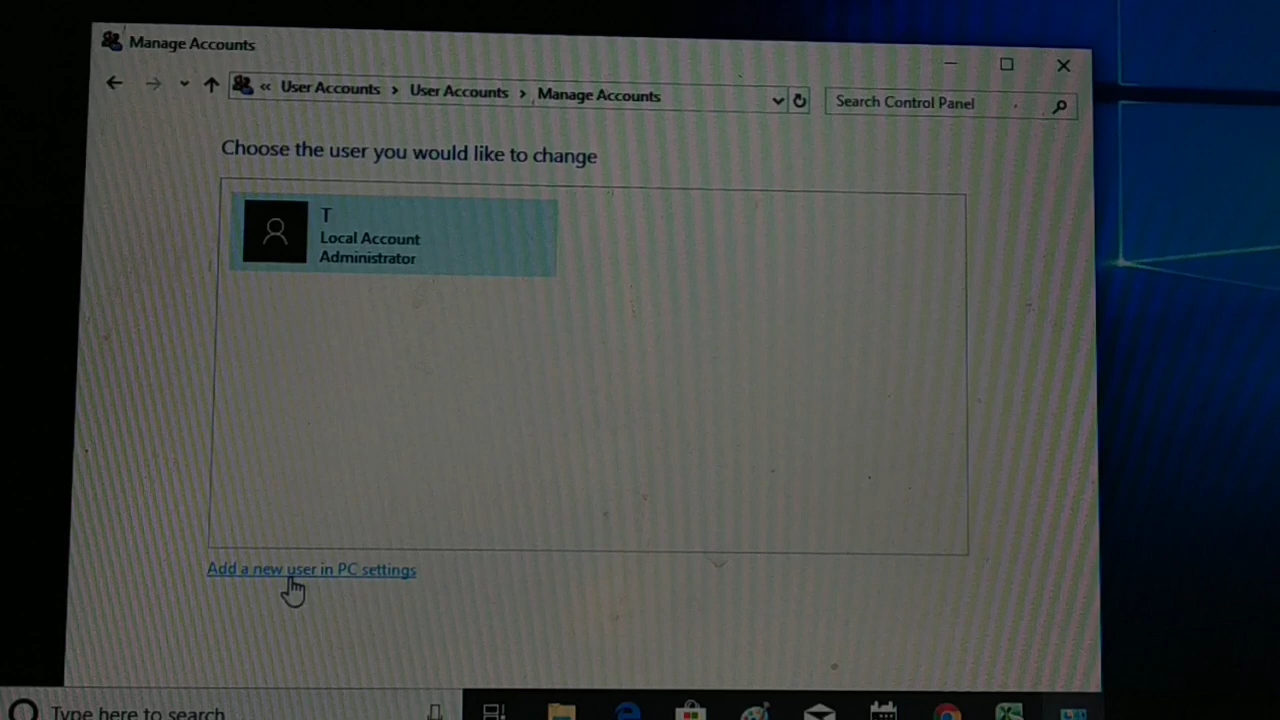 Manage Accounts
« User Accounts > User Accounts > Manage Accounts
Search Control Panel
Choose the user you would like to change
T
Local Account
Administrator
Add a new user in PC settings
Type here to search